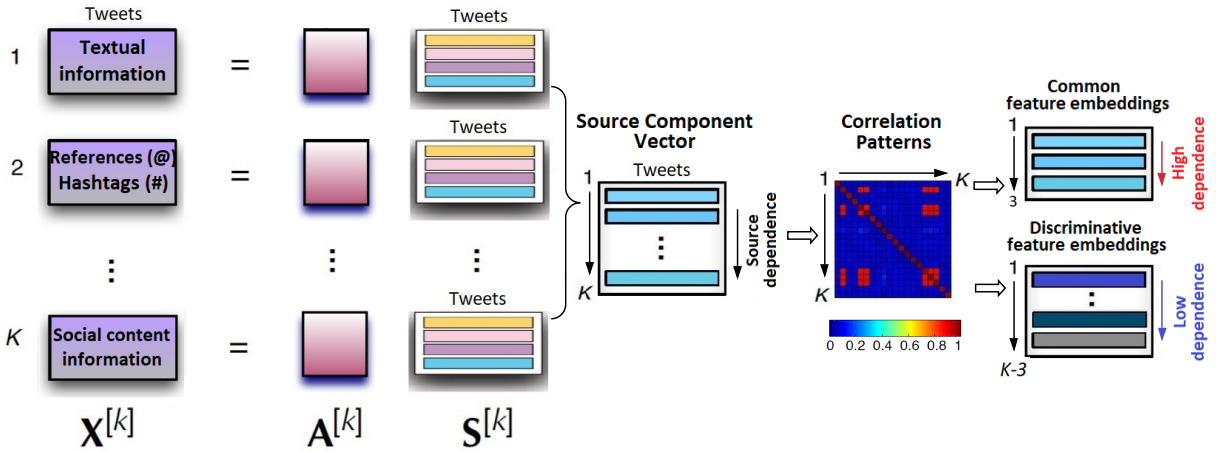 Tweets
1
Textual
information
=
Tweets
2
References (@)
Hashtags (#)
=
Tweets
K
Social content
information
=
Tweets
X[k]
A[k]
S[k]
Source Component
Vector
Tweets
1
K
Source
dependence
Correlation
Patterns
1
K
K
0 0.2 0.4 0.6 0.8 1
Common
feature embeddings
1
3
High
dependence
Discriminative
feature embeddings
1
K-3
Low
dependence